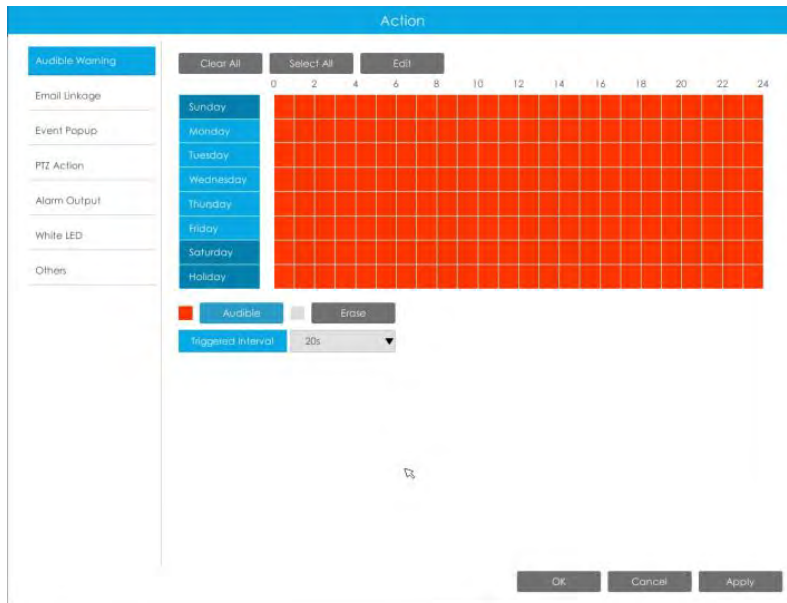 Action
Audible Warning
Email Linkage
Event Popup
PTZ Action
Alarm Output
White LED
Others
Clear All Select All Edit
0 2 4 6 8 10 12 14 16 18 20 22 24
Sunday
Monday
Tuesday
Wednesday
Thursday
Friday
Saturday
Holiday
Audible Erase
Triggered Interval 20s
OK Cancel Apply